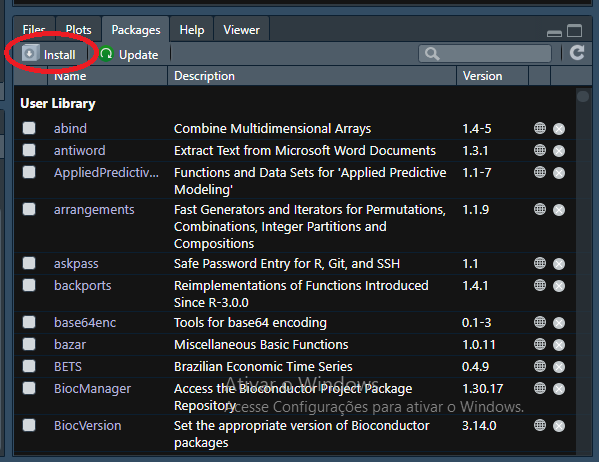 Files Plots Packages Help Viewer
Install Update
Name Description Version
User Library
abind Combine Multidimensional Arrays 1.4-5
antiword Extract Text from Microsoft Word Documents 1.3.1
AppliedPredictiv... Functions and Data Sets for 'Applied Predictive 1.1-7
Modeling'
arrangements Fast Generators and Iterators for Permutations, 1.1.9
Combinations, Integer Partitions and
Compositions
askpass Safe Password Entry for R, Git, and SSH 1.1
backports Reimplementations of Functions Introduced 1.4.1
Since R-3.0.0
base64enc Tools for base64 encoding 0.1-3
bazar Miscellaneous Basic Functions 1.0.11
BETS Brazilian Economic Time Series 0.4.9
Ativar o Windows
BiocManager Access the Bioconductor Project Package 1.30.17
Repository
Acesse Configurações para ativar o Windows.
BiocVersion Set the appropriate version of Bioconductor 3.14.0
packages